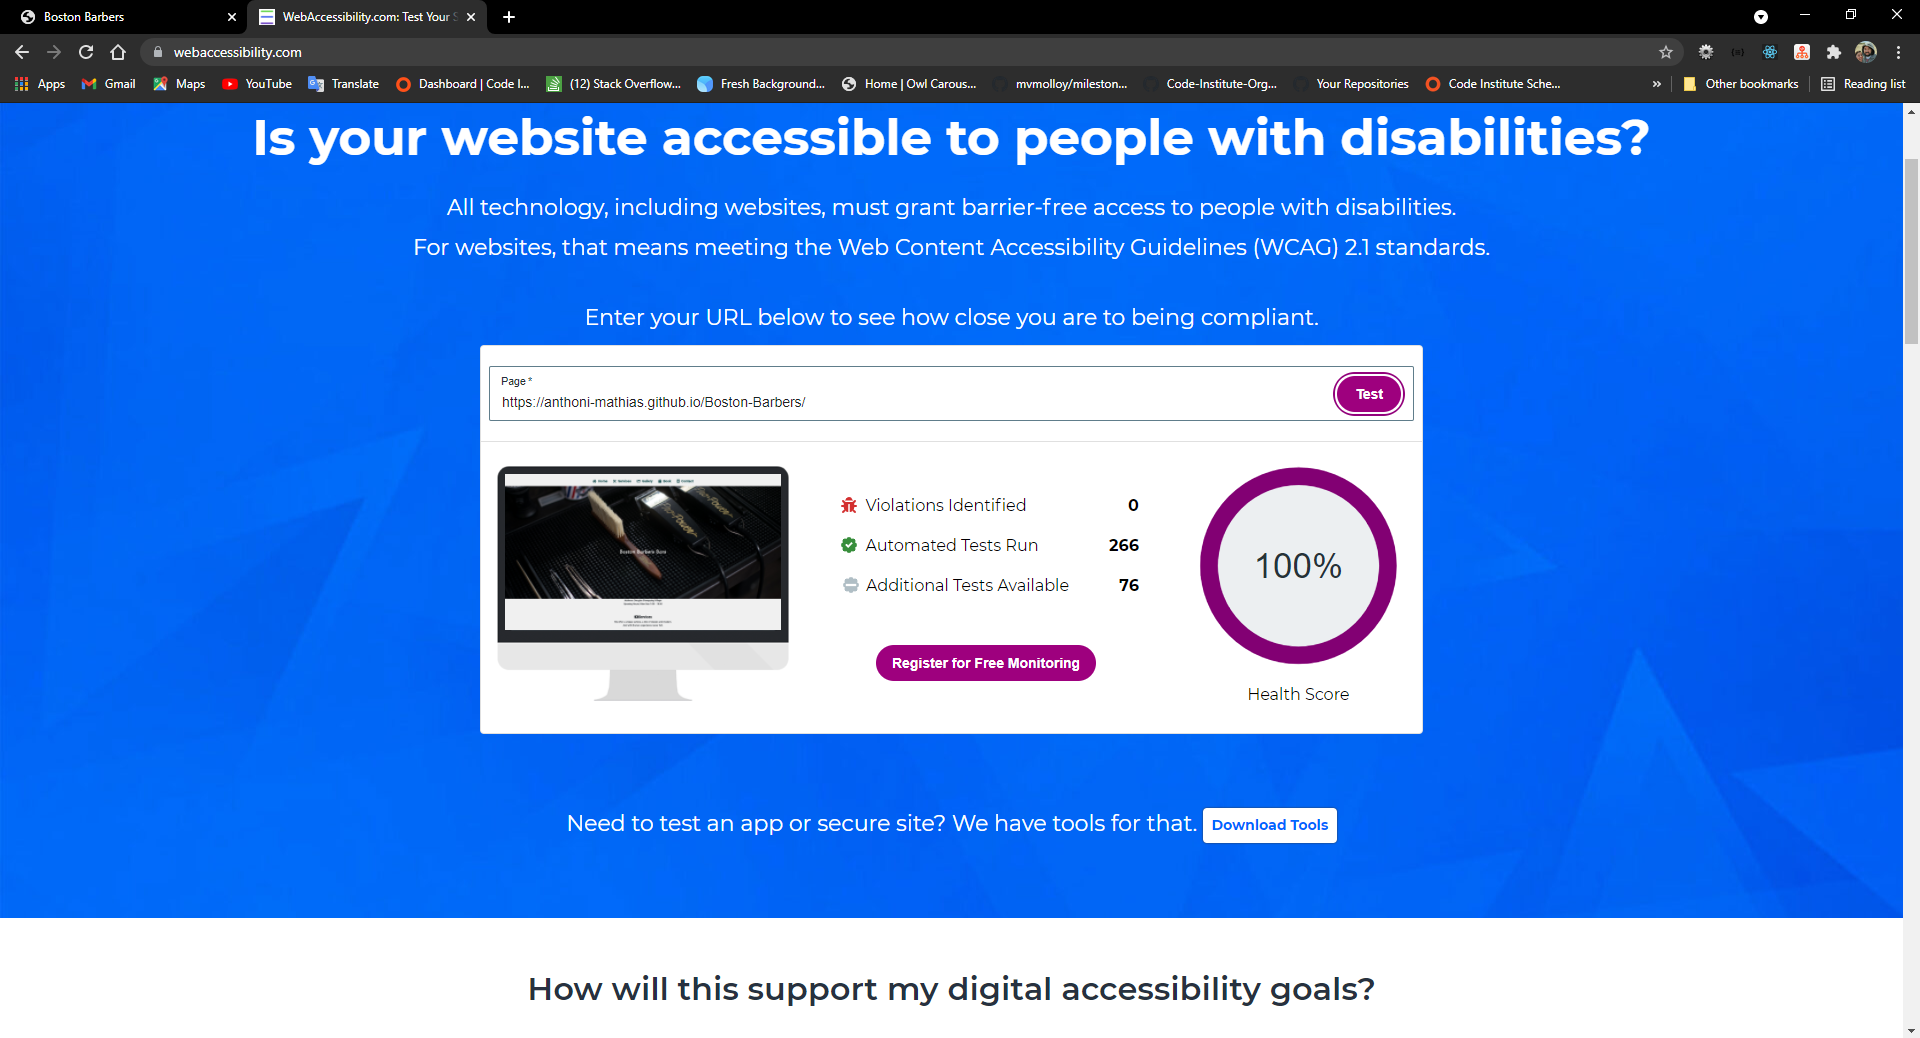 Boston Barbers
WebAccessibility.com: Test Your S
webaccessibility.com
Apps
Gmail
Maps
YouTube
Translate
Dashboard | Code I...
(12) Stack Overflow...
Fresh Background...
Home | Owl Carous...
mvmolloy/mileston...
Code-Institute-Org...
Your Repositories
Code Institute Sche...
»
Other bookmarks
Reading list
Is your website accessible to people with disabilities?
All technology, including websites, must grant barrier-free access to people with disabilities.
For websites, that means meeting the Web Content Accessibility Guidelines (WCAG) 2.1 standards.
Enter your URL below to see how close you are to being compliant.
Page *
https://anthoni-mathias.github.io/Boston-Barbers/
Test
Home Services Gallery Book Contact
Violations Identified 0
Automated Tests Run 266
Additional Tests Available 76
100%
Register for Free Monitoring
Health Score
Need to test an app or secure site? We have tools for that. Download Tools
How will this support my digital accessibility goals?